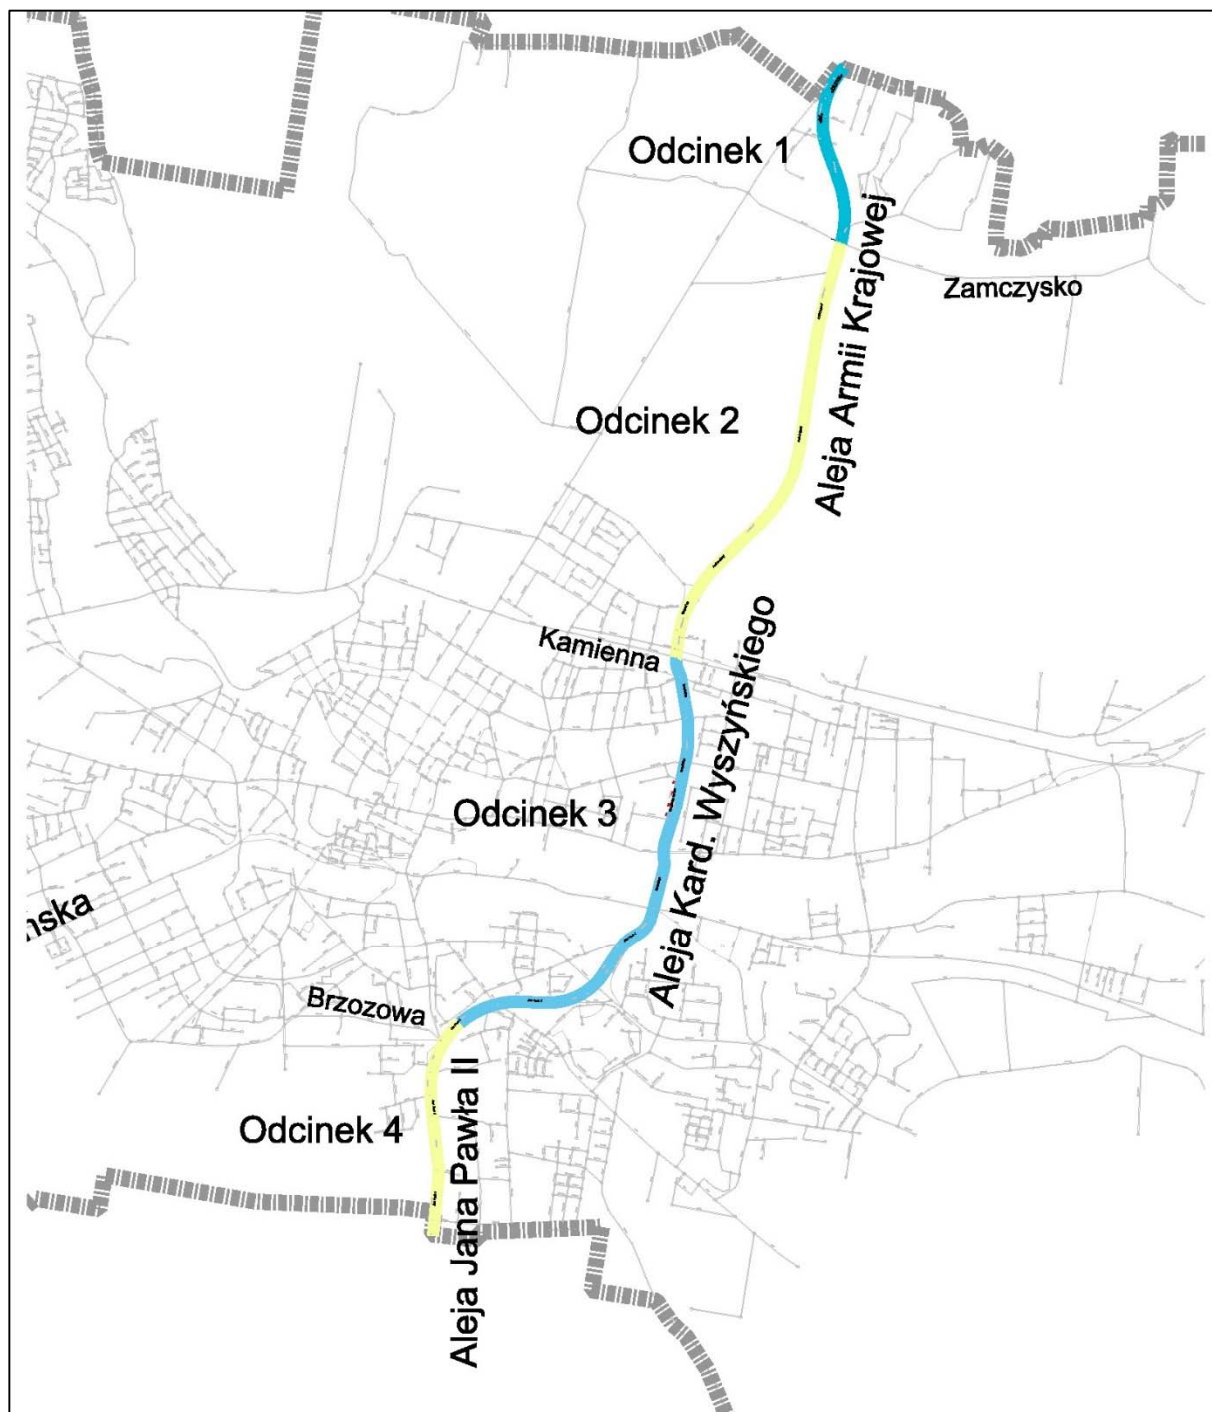 Odcinek 1
Aleja Armii Krajowej
Zamczysko
Odcinek 2
Kamienna
Aleja Kard. Wyszyńskiego
Odcinek 3
nska
Brzozowa
Odcinek 4
Aleja Jana Pawła II